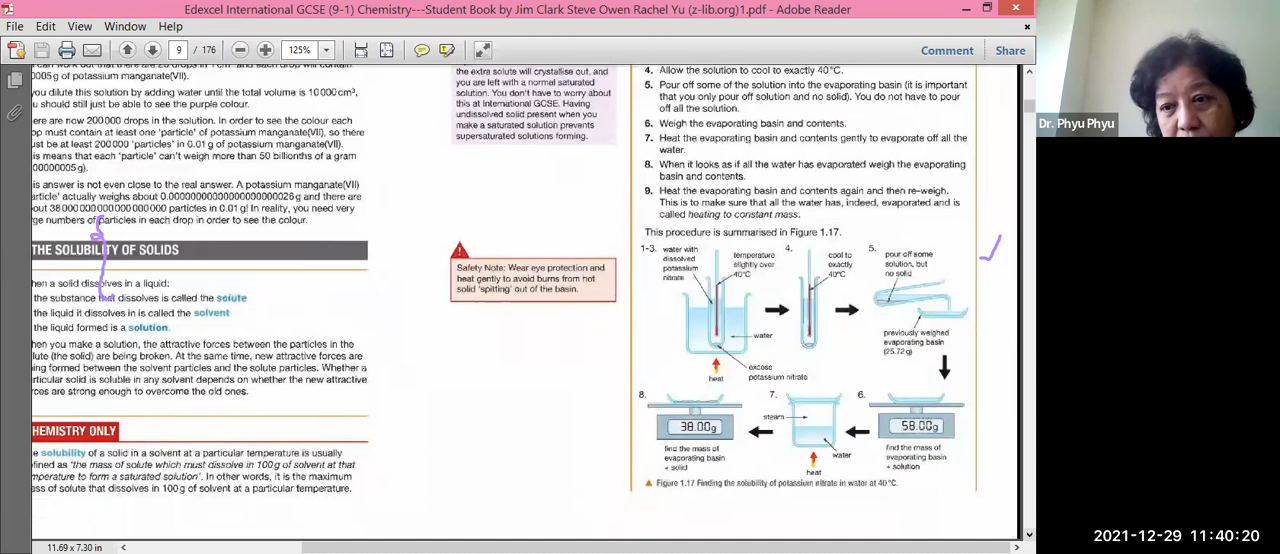 Edexcel International GCSE (9-1) Chemistry---Student Book by Jim Clark Steve Owen Rachel Yu (z-lib.org)1.pdf - Adobe Reader
File Edit View Window Help
9 / 176
125%
Comment
Share
0005g of potassium manganate(VII).
you dilute this solution by adding water until the total volume is 10000cm³,
u should still just be able to see the purple colour.
ere are now 200000 drops in the solution. In order to see the colour each
op must contain at least one 'particle' of potassium manganate(VII), so there
ust be at least 200000 'particles' in 0.01g of potassium manganate(VII).
is means that each 'particle' can't weigh more than 50 billionths of a gram
is answer is not even close to the real answer. A potassium manganate(VII)
article' actually weighs about
g and there are
out
particles in 0.01g! In reality, you need very
ge numbers of particles in each drop in order to see the colour.
THE SOLUBILITY OF SOLIDS
hen a solid dissolves in a liquid:
the substance that dissolves is called the solute
the liquid it dissolves in is called the solvent
the liquid formed is a solution.
hen you make a solution, the attractive forces between the particles in the
lute (the solid) are being broken. At the same time, new attractive forces are
ing formed between the solvent particles and the solute particles. Whether a
rticular solid is soluble in any solvent depends on whether the new attractive
rces are strong enough to overcome the old ones.
HEMISTRY ONLY
e solubility of a solid in a solvent at a particular temperature is usually
fined as 'the mass of solute which must dissolve in 100g of solvent at that
mperature to form a saturated solution'. In other words, it is the maximum
ass of solute that dissolves in 100g of solvent at a particular temperature.
the extra solute will crystallise out, and
you are left with a normal saturated
solution. You don't have to worry about
this at International GCSE. Having
undissolved solid present when you
make a saturated solution prevents
supersaturated solutions forming.
Safety Note: Wear eye protection and
heat gently to avoid burns from hot
solid 'spitting' out of the basin.
4. Allow the solution to cool to exactly 40°C.
5. Pour off some of the solution into the evaporating basin (it is important
that you only pour off solution and no solid). You do not have to pour
off all the solution.
6. Weigh the evaporating basin and contents.
7. Heat the evaporating basin and contents gently to evaporate off all the
water.
8. When it looks as if all the water has evaporated weigh the evaporating
basin and contents.
9. Heat the evaporating basin and contents again and then re-weigh.
This is to make sure that all the water has, indeed, evaporated and is
called heating to constant mass.
This procedure is summarised in Figure 1.17.
1-3. water with
dissolved
potassium
nitrate
temperature
slightly over
40°C
4.
cool to
exactly
40°C
5.
pour off some
solution, but
no solid
water
excess
potassium nitrate
heat
previously weighed
evaporating basin
(25.72g)
8.
38.00g
find the mass of
evaporating basin
+ solid
7.
steam
water
heat
6.
58.00g
find the mass of
evaporating basin
+ solution
Figure 1.17 Finding the solubility of potassium nitrate in water at 40°C.
11.69 x 7.30 in
Dr. Phyu Phyu
2021-12-29 11:40:20